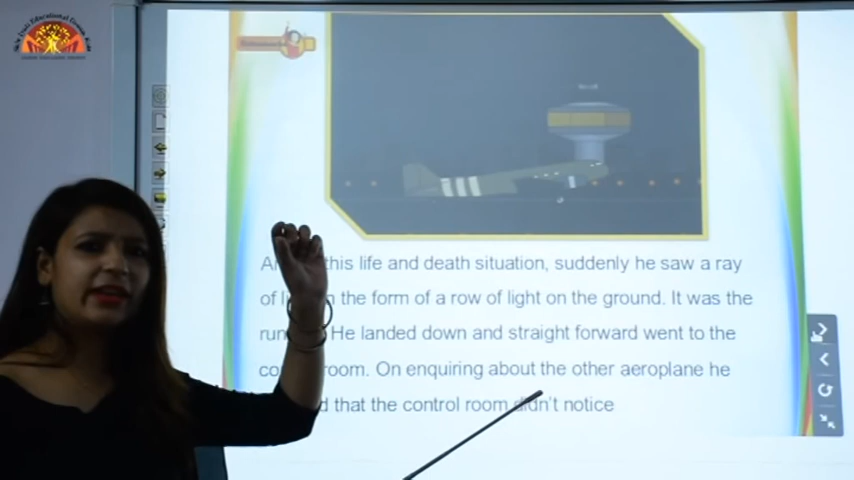 this life and death situation, suddenly he saw a ray
of in the form of a row of light on the ground. It was the
He landed down and straight forward went to the
room. On enquiring about the other aeroplane he
that the control room didn't notice